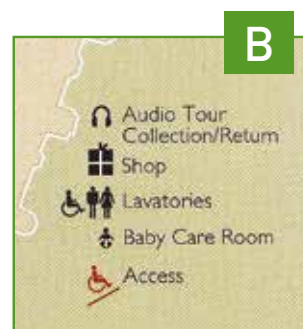 B
Audio Tour
Collection/Return
Shop
Lavatories
Baby Care Room
Access